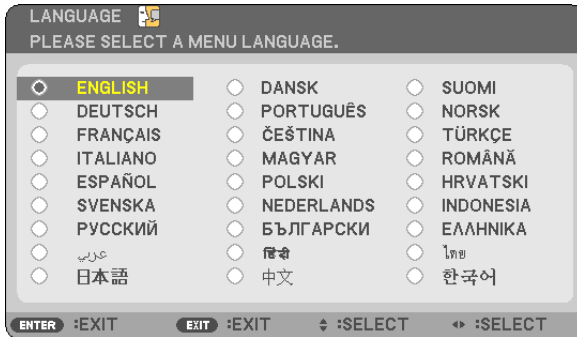 LANGUAGE
PLEASE SELECT A MENU LANGUAGE.
ENGLISH DANSK SUOMI
DEUTSCH PORTUGUÊS NORSK
FRANÇAIS ČEŠTINA TÜRKÇE
ITALIANO MAGYAR ROMÂNĂ
ESPAÑOL POLSKI HRVATSKI
SVENSKA NEDERLANDS INDONESIA
РУССКИЙ БЪЛГАРСКИ ΕΛΛΗΝΙΚΑ
عربي हिंदी ไทย
日本語 中文 한국어
ENTER :EXIT EXIT :EXIT :SELECT :SELECT